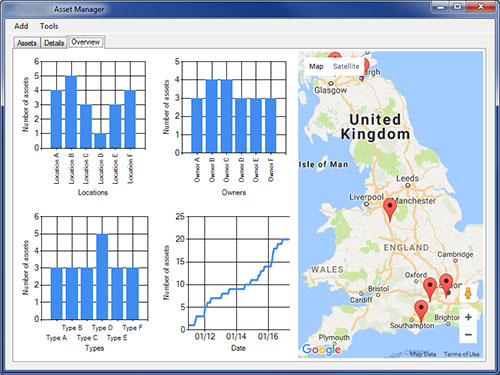 Asset Manager
Add Tools
Assets Details Overview
Number of assets
6
5
4
3
2
1
0
Location A
Location B
Location C
Location D
Location E
Location F
Locations
Number of assets
5
4
3
2
1
0
Owner A
Owner B
Owner C
Owner D
Owner E
Owner F
Owners
Number of assets
6
5
4
3
2
1
0
Type B Type D Type F
Type A Type C Type E
Types
Number of assets
25
20
15
10
5
0
01/12 01/14 01/16
Date
Map Satellite
Glasgow
United
Kingdom
Isle of Man
Leeds
Liverpool
Manchester
ENGLAND
WALES
Cambridge
Oxford
Bristol
Cardiff
Southampton
Brighton
Plymouth
+
−
Google
Map Data Terms of Use